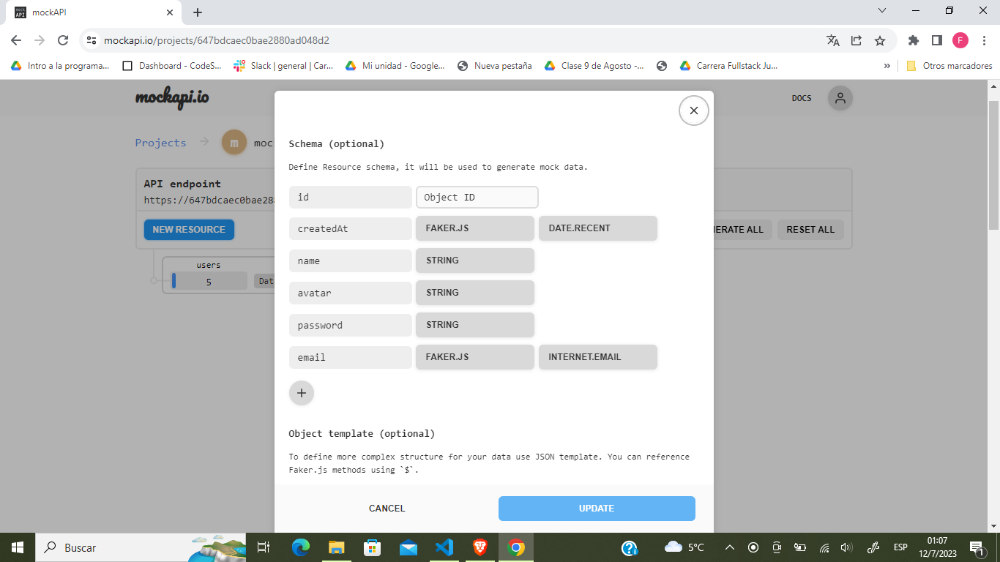 mock
API
mockAPI
mockapi.io/projects/647bdcaec0bae2880ad048d2
F
Intro a la programa...
Dashboard - CodeS...
Slack | general | Car...
Mi unidad - Google...
Nueva pestaña
Clase 9 de Agosto -...
Carrera Fullstack Ju...
»
Otros marcadores
mockapi.io
DOCS
Projects
m
moc
API endpoint
https://647bdcaec0bae28
NEW RESOURCE
ERATE ALL
RESET ALL
users
5
Dat
Schema (optional)
Define Resource schema, it will be used to generate mock data.
id Object ID
createdAt FAKER.JS DATE.RECENT
name STRING
avatar STRING
password STRING
email FAKER.JS INTERNET.EMAIL
+
Object template (optional)
To define more complex structure for your data use JSON template. You can reference
Faker.js methods using `$`.
CANCEL UPDATE
Buscar
5°C
ESP
01:07
12/7/2023
1